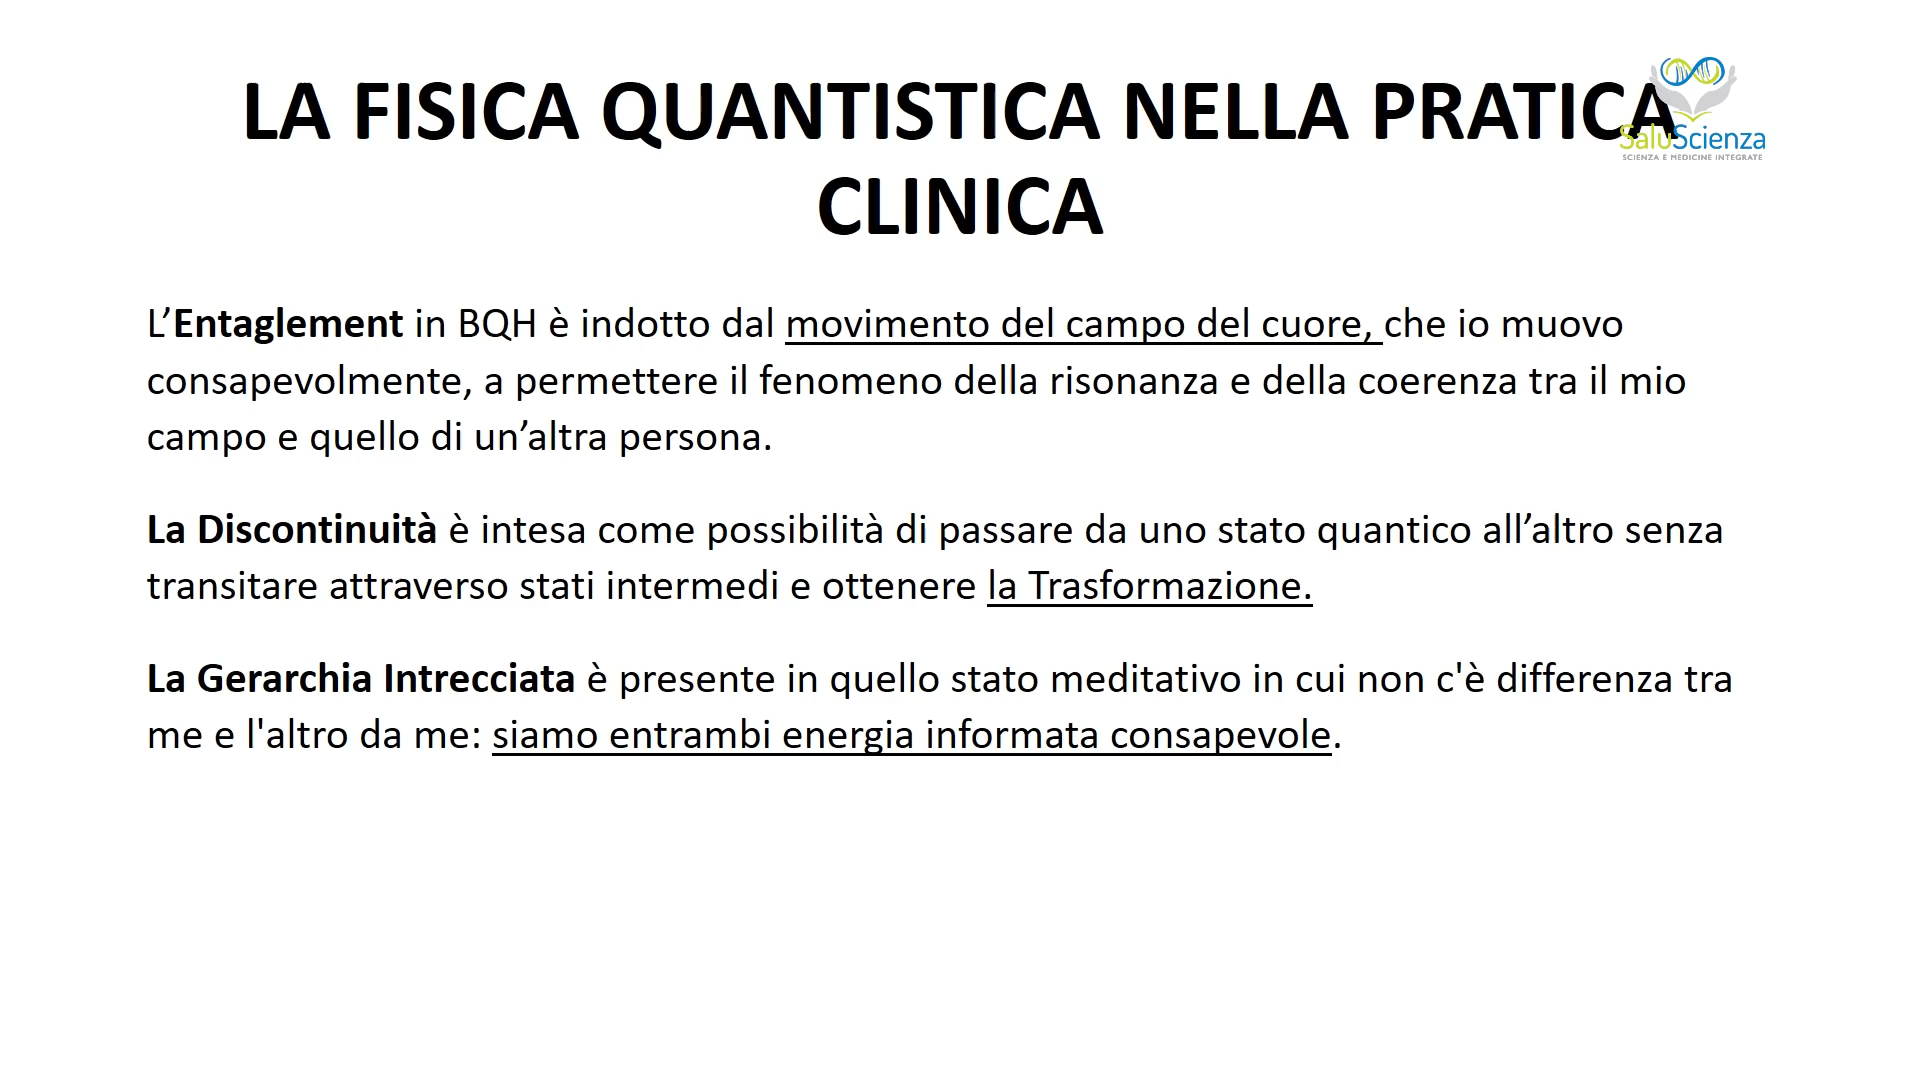 LA FISICA QUANTISTICA NELLA PRATICA
CLINICA
SaluScienza
SCIENZA E MEDICINE INTEGRATE
L’Entaglement in BQH è indotto dal movimento del campo del cuore, che io muovo
consapevolmente, a permettere il fenomeno della risonanza e della coerenza tra il mio
campo e quello di un’altra persona.
La Discontinuità è intesa come possibilità di passare da uno stato quantico all’altro senza
transitare attraverso stati intermedi e ottenere la Trasformazione.
La Gerarchia Intrecciata è presente in quello stato meditativo in cui non c'è differenza tra
me e l'altro da me: siamo entrambi energia informata consapevole.